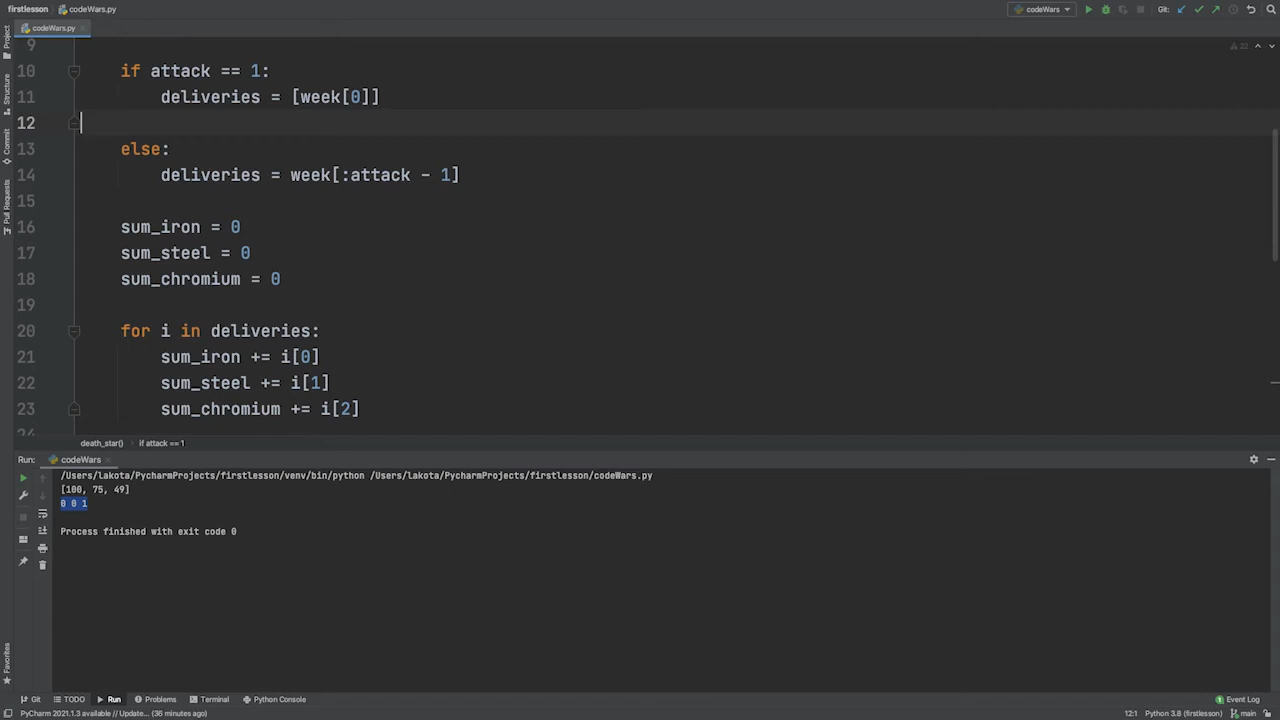 firstlesson codeWars.py codeWars Git:
codeWars.py
9
22
10 if attack == 1:
11 deliveries = [week[0]]
12
13 else:
14 deliveries = week[:attack - 1]
15
16 sum_iron = 0
17 sum_steel = 0
18 sum_chromium = 0
19
20 for i in deliveries:
21 sum_iron += i[0]
22 sum_steel += i[1]
23 sum_chromium += i[2]
24
death_star() if attack == 1
Run: codeWars
/Users/lakota/PycharmProjects/firstlesson/venv/bin/python /Users/lakota/PycharmProjects/firstlesson/codeWars.py
[100, 75, 49]
0 0 1
Process finished with exit code 0
Project
Structure
Commit
Pull Requests
Favorites
Git TODO Run Problems Terminal Python Console Event Log
PyCharm 2021.1.3 available // Update... (36 minutes ago) 12:1 Python 3.8 (firstlesson) main